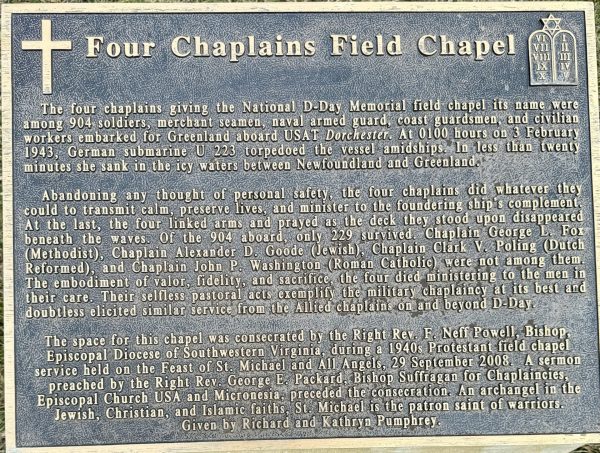 Four Chaplains Field Chapel
VI I
VII II
VIII III
IX IV
X V
The four chaplains giving the National D-Day Memorial field chapel its name were
among 904 soldiers, merchant seamen, naval armed guard, coast guardsmen, and civilian
workers embarked for Greenland aboard USAT Dorchester. At 0100 hours on 3 February
1943, German submarine U 223 torpedoed the vessel amidships. In less than twenty
minutes she sank in the icy waters between Newfoundland and Greenland.
Abandoning any thought of personal safety, the four chaplains did whatever they
could to transmit calm, preserve lives, and minister to the foundering ship's complement.
At the last, the four linked arms and prayed as the deck they stood upon disappeared
beneath the waves. Of the 904 aboard, only 229 survived. Chaplain George L. Fox
(Methodist), Chaplain Alexander D. Goode (Jewish), Chaplain Clark V. Poling (Dutch
Reformed), and Chaplain John P. Washington (Roman Catholic) were not among them.
The embodiment of valor, fidelity, and sacrifice, the four died ministering to the men in
their care. Their selfless pastoral acts exemplify the military chaplaincy at its best and
doubtless elicited similar service from the Allied chaplains on and beyond D-Day.
The space for this chapel was consecrated by the Right Rev. F. Neff Powell, Bishop,
Episcopal Diocese of Southwestern Virginia, during a 1940s Protestant field chapel
service held on the Feast of St. Michael and All Angels, 29 September 2008. A sermon
preached by the Right Rev. George E. Packard, Bishop Suffragan for Chaplaincies,
Episcopal Church USA and Micronesia, preceded the consecration. An archangel in the
Jewish, Christian, and Islamic faiths, St. Michael is the patron saint of warriors.
Given by Richard and Kathryn Pumphrey.